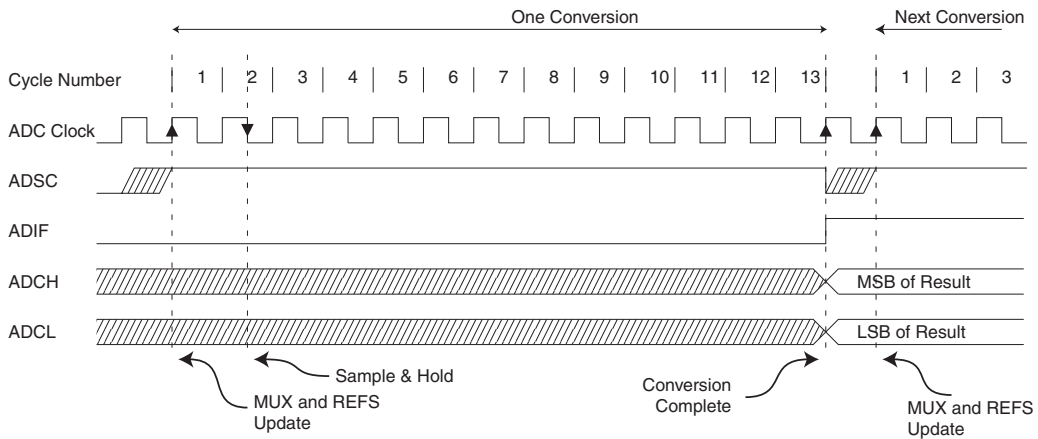 One Conversion
Next Conversion
Cycle Number 1 2 3 4 5 6 7 8 9 10 11 12 13 1 2 3
ADC Clock
ADSC
ADIF
ADCH MSB of Result
ADCL LSB of Result
Sample & Hold
MUX and REFS
Update
Conversion
Complete
MUX and REFS
Update